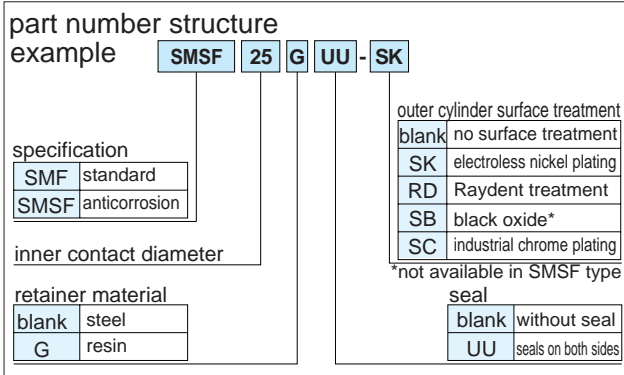 part number structure
example SMSF 25 G UU - SK
outer cylinder surface treatment
blank no surface treatment
SK electroless nickel plating
RD Raydent treatment
SB black oxide*
SC industrial chrome plating
*not available in SMSF type
specification
SMF standard
SMSF anticorrosion
inner contact diameter
retainer material
blank steel
G resin
seal
blank without seal
UU seals on both sides